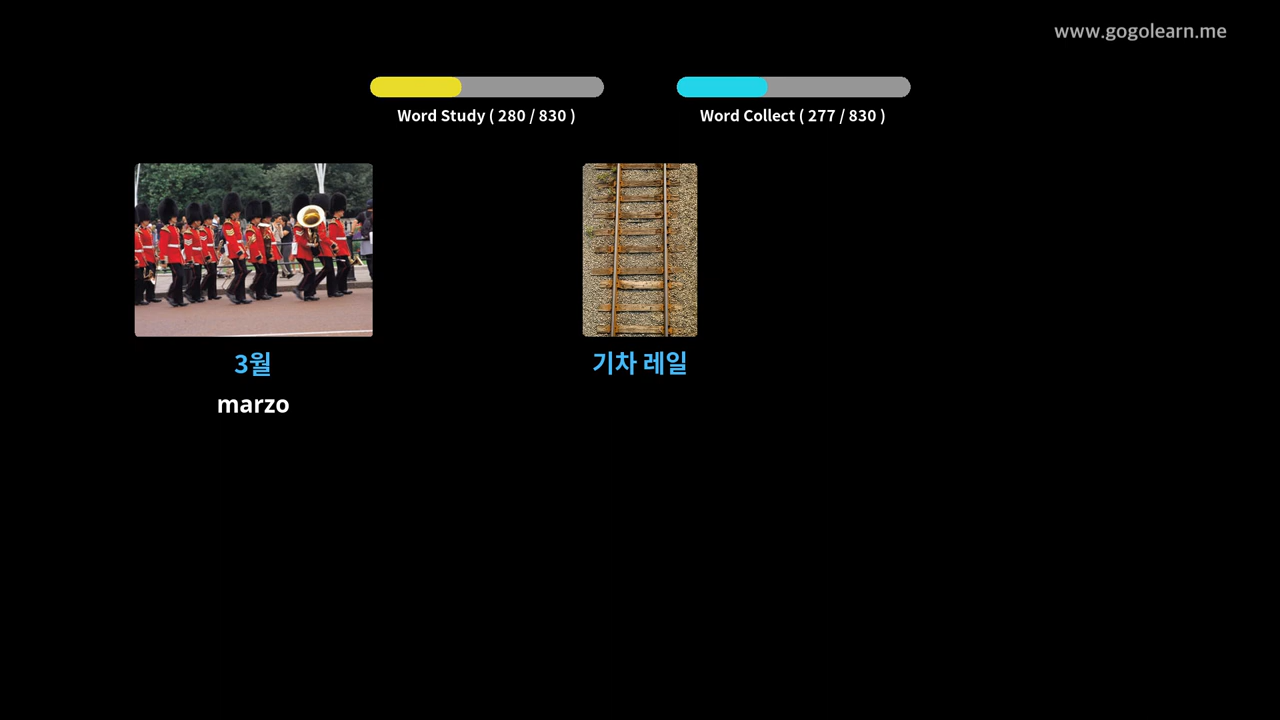 www.gogolearn.me
Word Study ( 280 / 830 )
Word Collect ( 277 / 830 )
3월
marzo
기차 레일